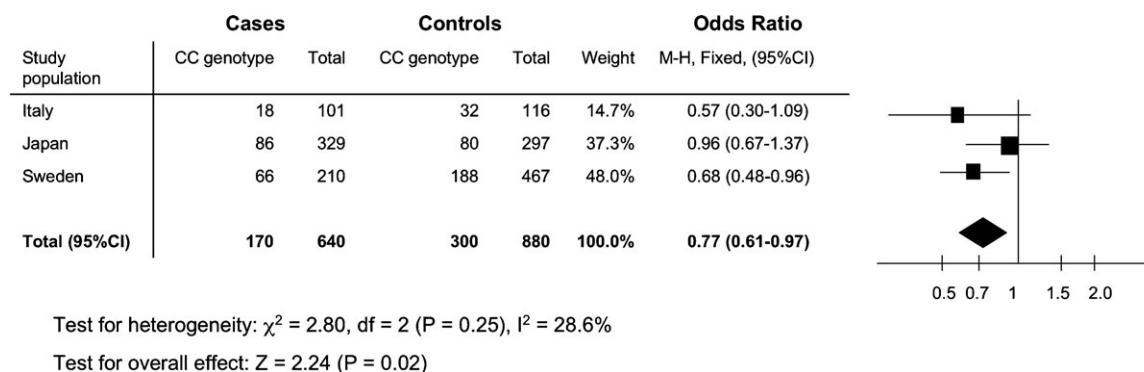 Cases Controls Odds Ratio
Study population CC genotype Total CC genotype Total Weight M-H, Fixed, (95%CI)
Italy 18 101 32 116 14.7% 0.57 (0.30-1.09)
Japan 86 329 80 297 37.3% 0.96 (0.67-1.37)
Sweden 66 210 188 467 48.0% 0.68 (0.48-0.96)
Total (95%CI) 170 640 300 880 100.0% 0.77 (0.61-0.97)
0.5 0.7 1 1.5 2.0
Test for heterogeneity: χ² = 2.80, df = 2 (P = 0.25), I² = 28.6%
Test for overall effect: Z = 2.24 (P = 0.02)